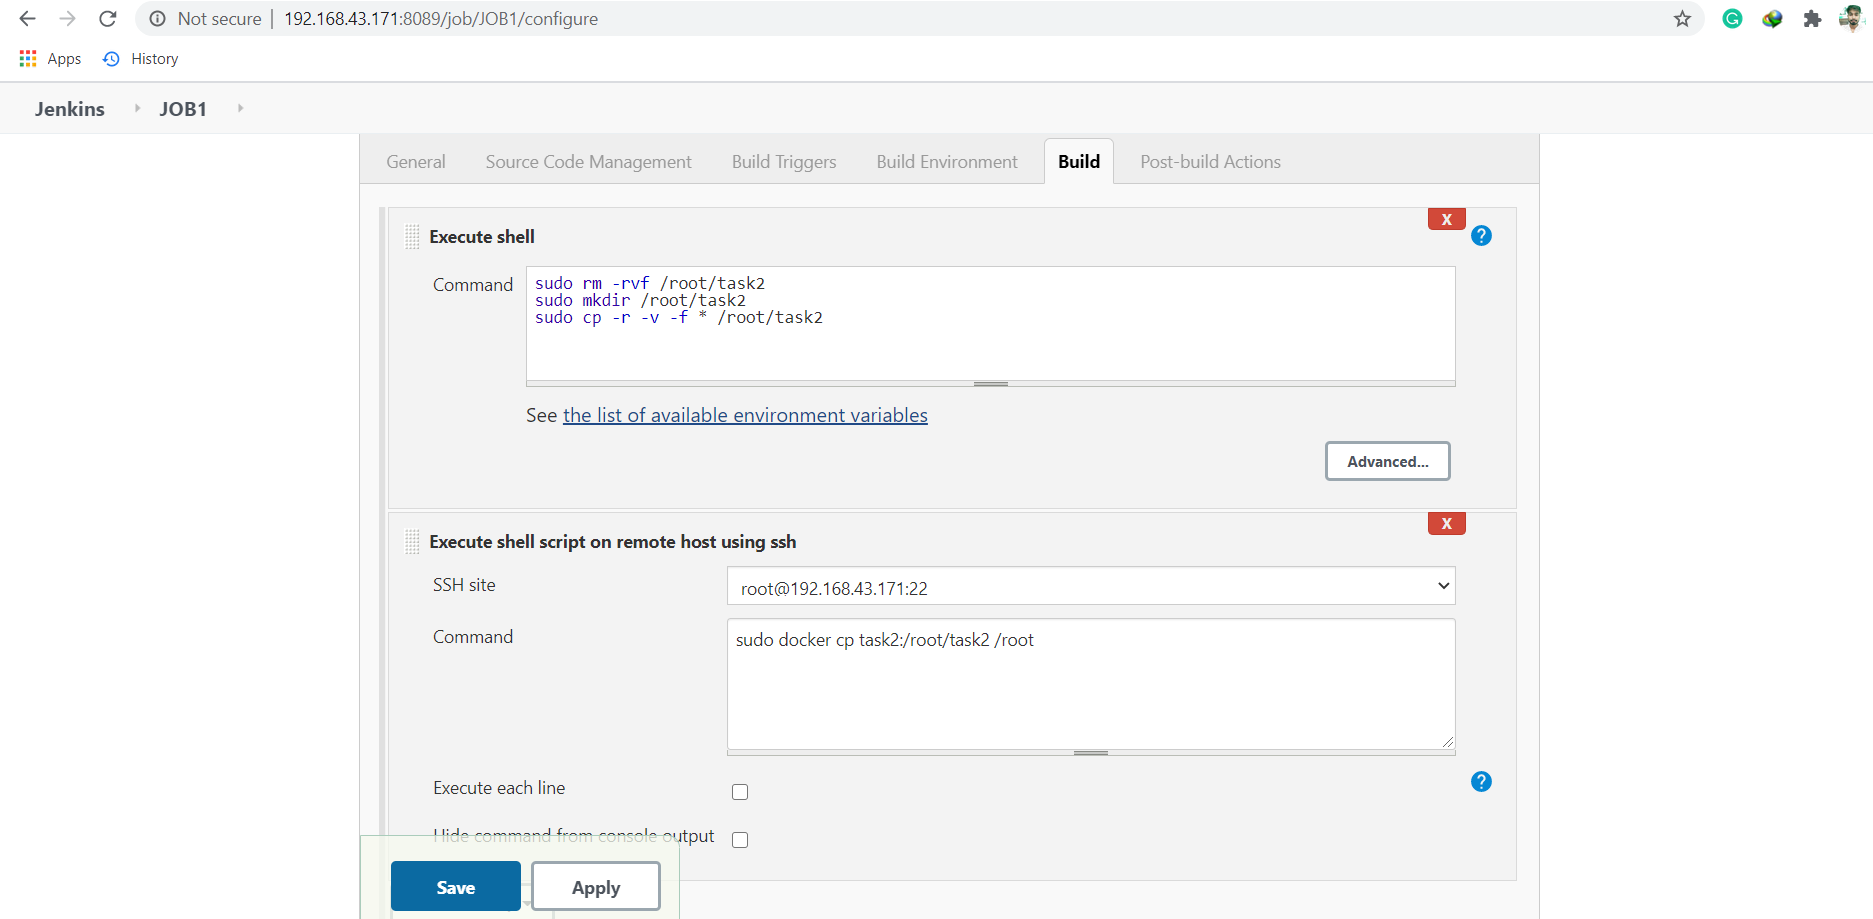 Not secure | 192.168.43.171:8089/job/JOB1/configure
Apps History
Jenkins JOB1
General Source Code Management Build Triggers Build Environment Build Post-build Actions
X
Execute shell
?
Command
sudo rm -rvf /root/task2
sudo mkdir /root/task2
sudo cp -r -v -f * /root/task2
See the list of available environment variables
Advanced...
X
Execute shell script on remote host using ssh
SSH site root@192.168.43.171:22
Command sudo docker cp task2:/root/task2 /root
Execute each line
?
Hide command from console output
Save Apply